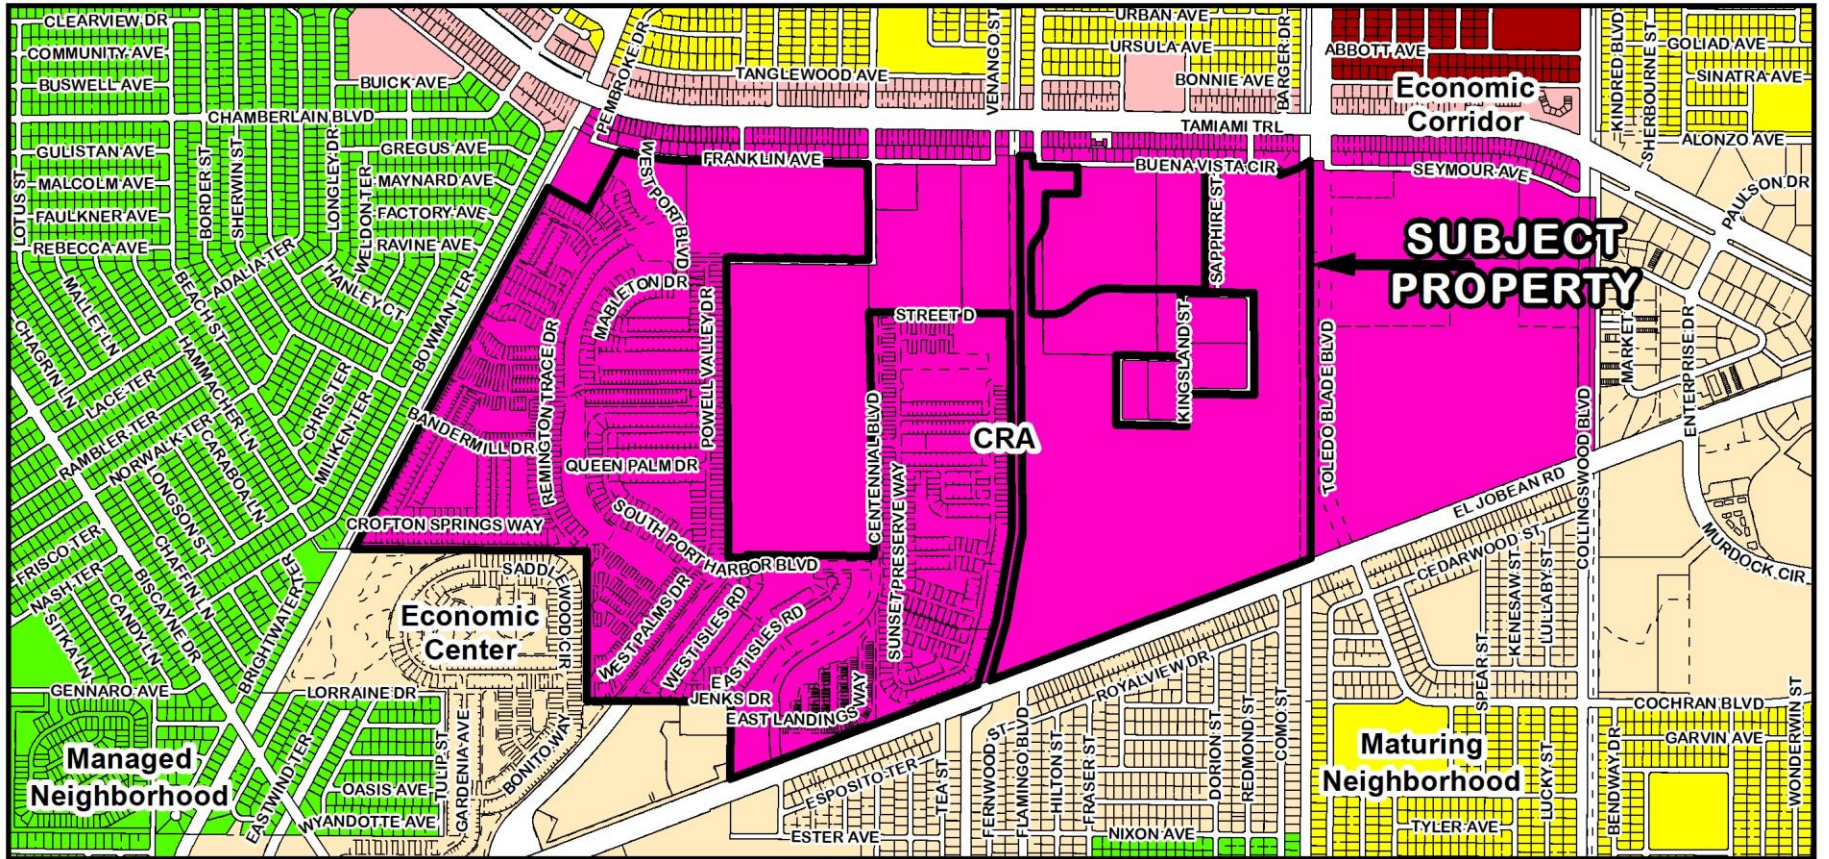 CLEARVIEW DR
COMMUNITY AVE
BUSWELL AVE
BUICK AVE
CHAMBERLAIN BLVD
GULISTAN AVE
GREGUS AVE
MALCOLM AVE
MAYNARD AVE
FAULKNER AVE
FACTORY AVE
REBECCA AVE
RAVINE AVE
LOTUS ST
BORDER ST
SHERWIN ST
LONGLEY DR
WELDON TER
ADALIA TER
HANLEY CT
BEACH ST
MALLET LN
CHAGRIN LN
LACE TER
HAMMACHER LN
CHRIS TER
MILIKEN TER
BOWMAN TER
RAMBLER TER
NORWALK TER
CARABOA LN
LONGSON ST
CHAFFIN LN
FRISCO TER
NASH TER
SITKA LN
CANDY LN
BISCAYNE DR
BRIGHTWATER TER
GENNARO AVE
LORRAINE DR
EASTWIND TER
OASIS AVE
WYANDOTTE AVE
TULIP ST
GARDENIA AVE
BONITO WAY
Managed
Neighborhood
Economic
Center
SADDLEWOOD CIR
CROFTON SPRINGS WAY
BANDERMILL DR
REMINGTON TRACE DR
QUEEN PALM DR
MABLETON DR
WEST PORT BLVD
POWELL VALLEY DR
PEMBROKE DR
FRANKLIN AVE
TANGLEWOOD AVE
VENANGO ST
URBAN AVE
URSULA AVE
BONNIE AVE
BARGER DR
TAMIAMI TRL
BUENA VISTA CIR
SAPPHIRE ST
KINGSLAND ST
STREET D
CENTENNIAL BLVD
SUNSET PRESERVE WAY
CRA
SOUTH PORT HARBOR BLVD
WEST PALMS DR
WEST ISLES RD
EAST ISLES RD
JENKS DR
EAST LANDINGS WAY
ABBOTT AVE
Economic
Corridor
SEYMOUR AVE
SUBJECT
PROPERTY
TOLEDO BLADE BLVD
COLLINGSWOOD BLVD
EL JOBEAN RD
KINDRED BLVD
SHERBOURNE ST
GOLIAD AVE
SINATRA AVE
ALONZO AVE
PAULSON DR
MARKET
ENTERPRISE DR
MURDOCK CIR
CEDARWOOD ST
KENESAW ST
LULLABY ST
SPEAR ST
ROYALVIEW DR
ESPOSITO TER
TEA ST
FERNWOOD ST
FLAMINGO BLVD
HILTON ST
FRASER ST
DORION ST
REDMOND ST
COMO ST
ESTER AVE
NIXON AVE
Maturing
Neighborhood
LUCKY ST
TYLER AVE
BENDWAY DR
COCHRAN BLVD
GARVIN AVE
WONDERWIN ST